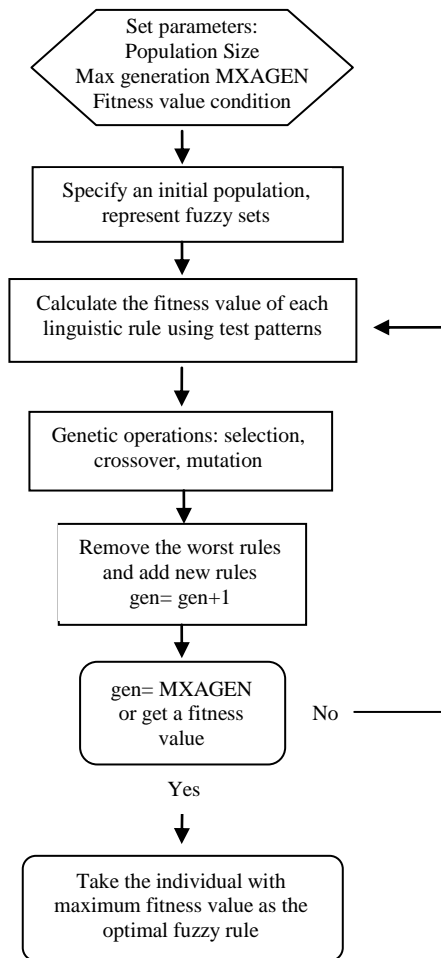 Set parameters:
Population Size
Max generation MXAGEN
Fitness value condition
Specify an initial population,
represent fuzzy sets
Calculate the fitness value of each
linguistic rule using test patterns
Genetic operations: selection,
crossover, mutation
Remove the worst rules
and add new rules
gen= gen+1
gen= MXAGEN
or get a fitness
value
No
Yes
Take the individual with
maximum fitness value as the
optimal fuzzy rule